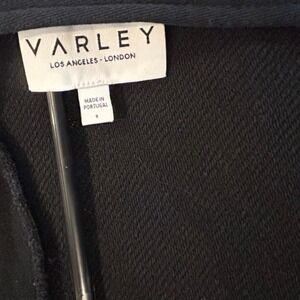 VARLEY
LOS ANGELES - LONDON
MADE IN
PORTUGAL